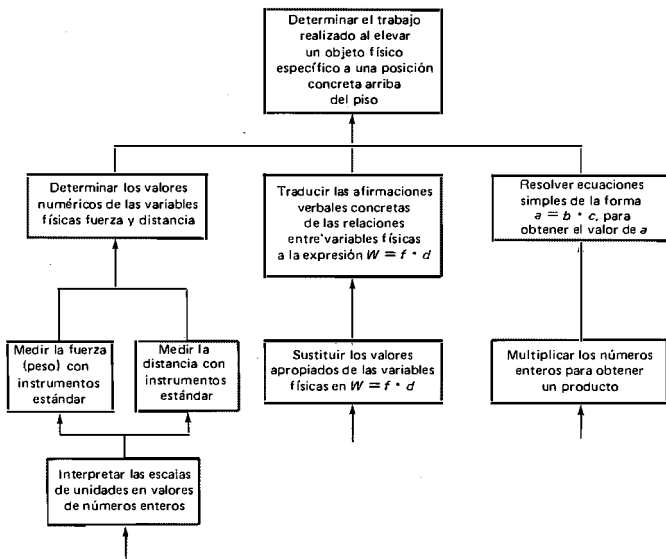 Determinar el trabajo
realizado al elevar
un objeto físico
específico a una posición
concreta arriba
del piso
Determinar los valores
numéricos de las variables
físicas fuerza y distancia
Traducir las afirmaciones
verbales concretas
de las relaciones
entre variables físicas
a la expresión W = f • d
Resolver ecuaciones
simples de la forma
a = b • c, para
obtener el valor de a
Medir la fuerza
(peso) con
instrumentos
estándar
Medir la
distancia con
instrumentos
estándar
Sustituir los valores
apropiados de las variables
físicas en W = f • d
Multiplicar los números
enteros para obtener
un producto
Interpretar las escalas
de unidades en valores
de números enteros